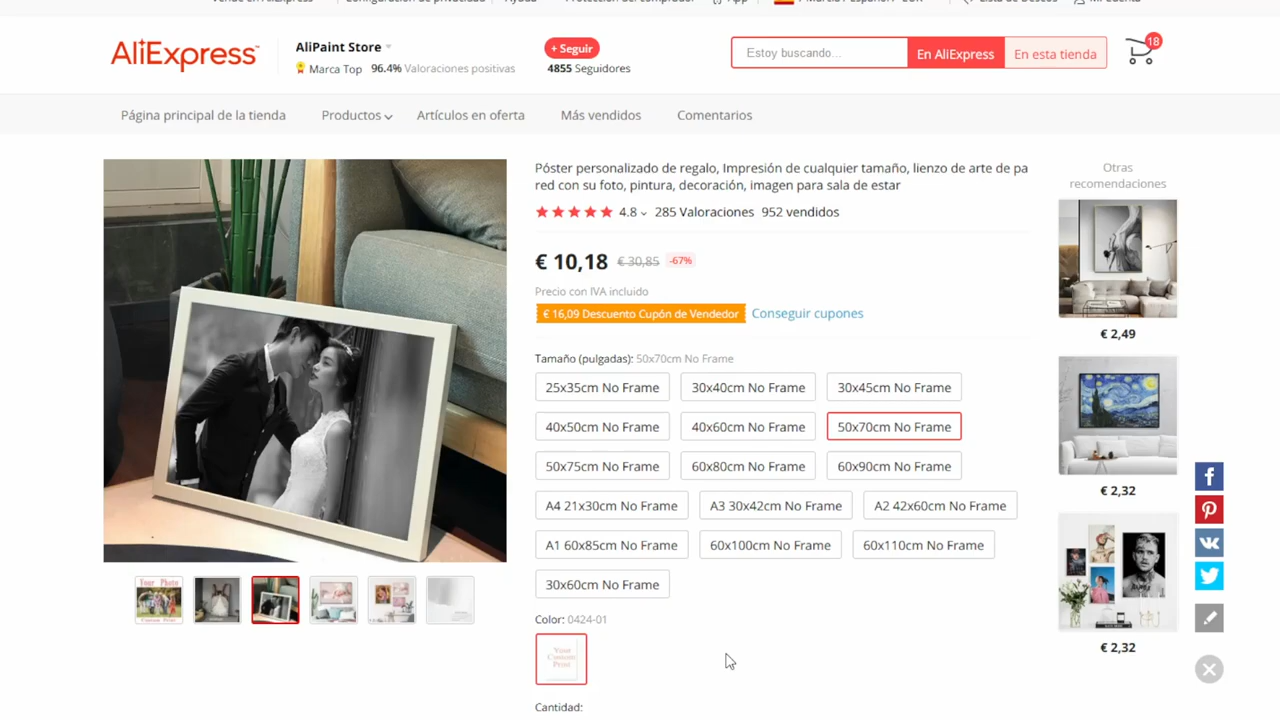 AliExpress
AliPaint Store
Marca Top 96.4% Valoraciones positivas
+ Seguir
4855 Seguidores
Estoy buscando...
En AliExpress
En esta tienda
18
Página principal de la tienda
Productos
Artículos en oferta
Más vendidos
Comentarios
Póster personalizado de regalo, Impresión de cualquier tamaño, lienzo de arte de pa
red con su foto, pintura, decoración, imagen para sala de estar
4.8 285 Valoraciones 952 vendidos
€ 10,18 € 30,85 -67%
Precio con IVA incluido
€ 16,09 Descuento Cupón de Vendedor Conseguir cupones
Tamaño (pulgadas): 50x70cm No Frame
25x35cm No Frame 30x40cm No Frame 30x45cm No Frame
40x50cm No Frame 40x60cm No Frame 50x70cm No Frame
50x75cm No Frame 60x80cm No Frame 60x90cm No Frame
A4 21x30cm No Frame A3 30x42cm No Frame A2 42x60cm No Frame
A1 60x85cm No Frame 60x100cm No Frame 60x110cm No Frame
30x60cm No Frame
Color: 0424-01
Your
Custom
Print
Cantidad:
Your Photo
Otras
recomendaciones
€ 2,49
€ 2,32
€ 2,32